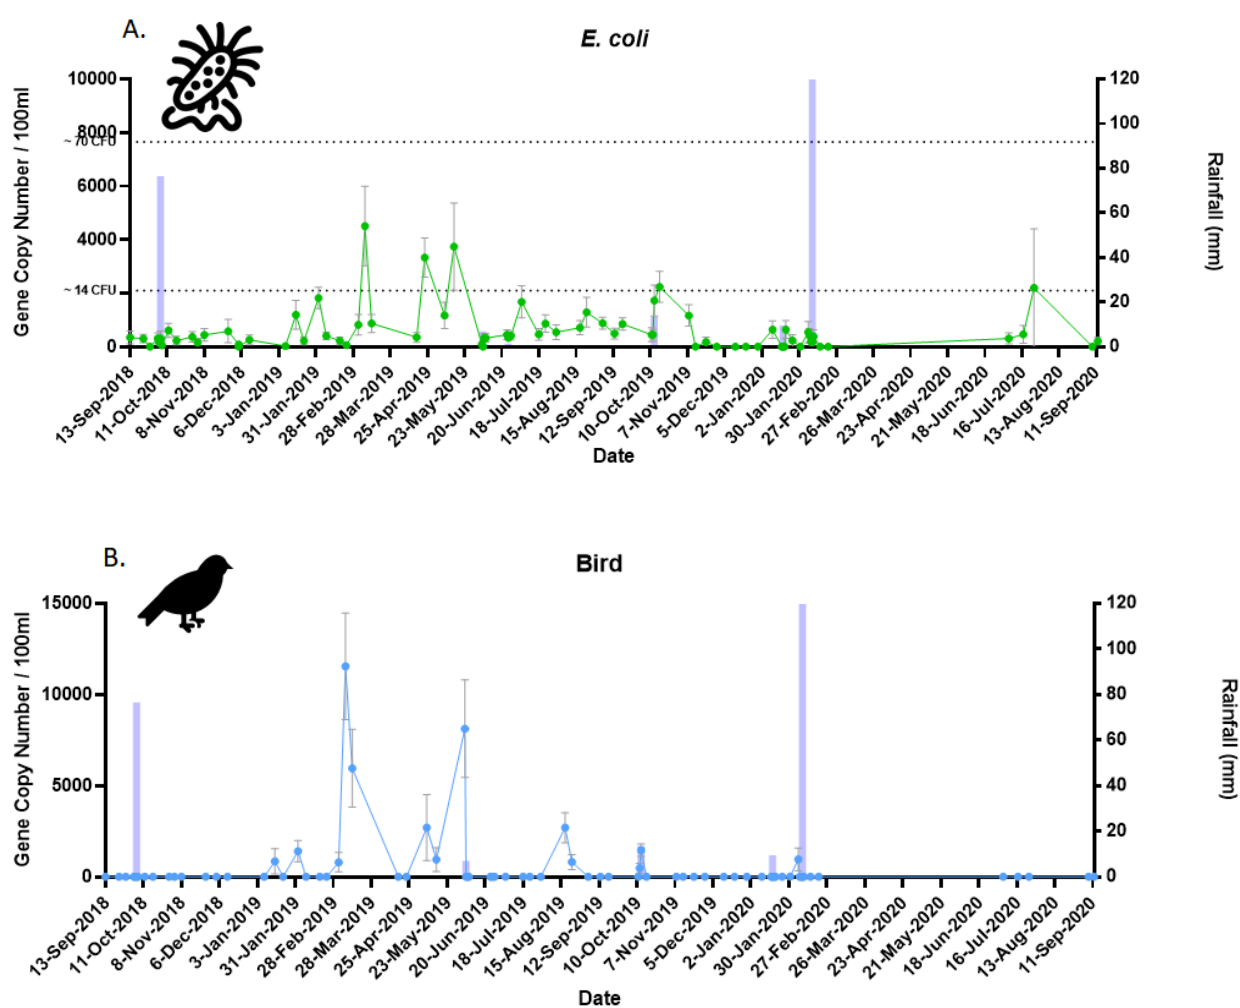 A.
E. coli
Gene Copy Number / 100ml
10000
8000
~ 70 CFU
6000
4000
~ 14 CFU
2000
0
120
100
80
60
40
20
0
Rainfall (mm)
13-Sep-2018
11-Oct-2018
8-Nov-2018
6-Dec-2018
3-Jan-2019
31-Jan-2019
28-Feb-2019
28-Mar-2019
25-Apr-2019
23-May-2019
20-Jun-2019
18-Jul-2019
15-Aug-2019
12-Sep-2019
10-Oct-2019
7-Nov-2019
5-Dec-2019
2-Jan-2020
30-Jan-2020
27-Feb-2020
26-Mar-2020
23-Apr-2020
21-May-2020
18-Jun-2020
16-Jul-2020
13-Aug-2020
11-Sep-2020
Date
B.
Bird
Gene Copy Number / 100ml
15000
10000
5000
0
120
100
80
60
40
20
0
Rainfall (mm)
13-Sep-2018
11-Oct-2018
8-Nov-2018
6-Dec-2018
3-Jan-2019
31-Jan-2019
28-Feb-2019
28-Mar-2019
25-Apr-2019
23-May-2019
20-Jun-2019
18-Jul-2019
15-Aug-2019
12-Sep-2019
10-Oct-2019
7-Nov-2019
5-Dec-2019
2-Jan-2020
30-Jan-2020
27-Feb-2020
26-Mar-2020
23-Apr-2020
21-May-2020
18-Jun-2020
16-Jul-2020
13-Aug-2020
11-Sep-2020
Date